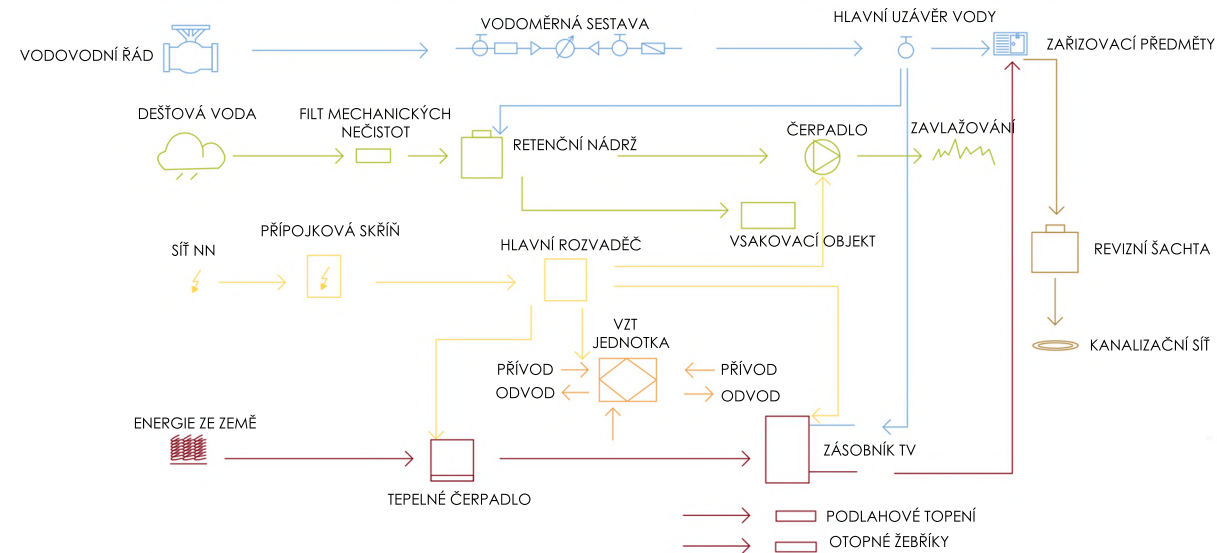 VODOVODNÍ ŘÁD
VODOMĚRNÁ SESTAVA
HLAVNÍ UZÁVĚR VODY
ZAŘIZOVACÍ PŘEDMĚTY
DEŠŤOVÁ VODA
FILT MECHANICKÝCH
NEČISTOT
RETENČNÍ NÁDRŽ
ČERPADLO
ZAVLAŽOVÁNÍ
VSAKOVACÍ OBJEKT
SÍŤ NN
PŘÍPOJKOVÁ SKŘÍŇ
HLAVNÍ ROZVADĚČ
REVIZNÍ ŠACHTA
KANALIZAČNÍ SÍŤ
VZT
JEDNOTKA
PŘÍVOD
PŘÍVOD
ODVOD
ODVOD
ENERGIE ZE ZEMĚ
TEPELNÉ ČERPADLO
ZÁSOBNÍK TV
PODLAHOVÉ TOPENÍ
OTOPNÉ ŽEBŘÍKY